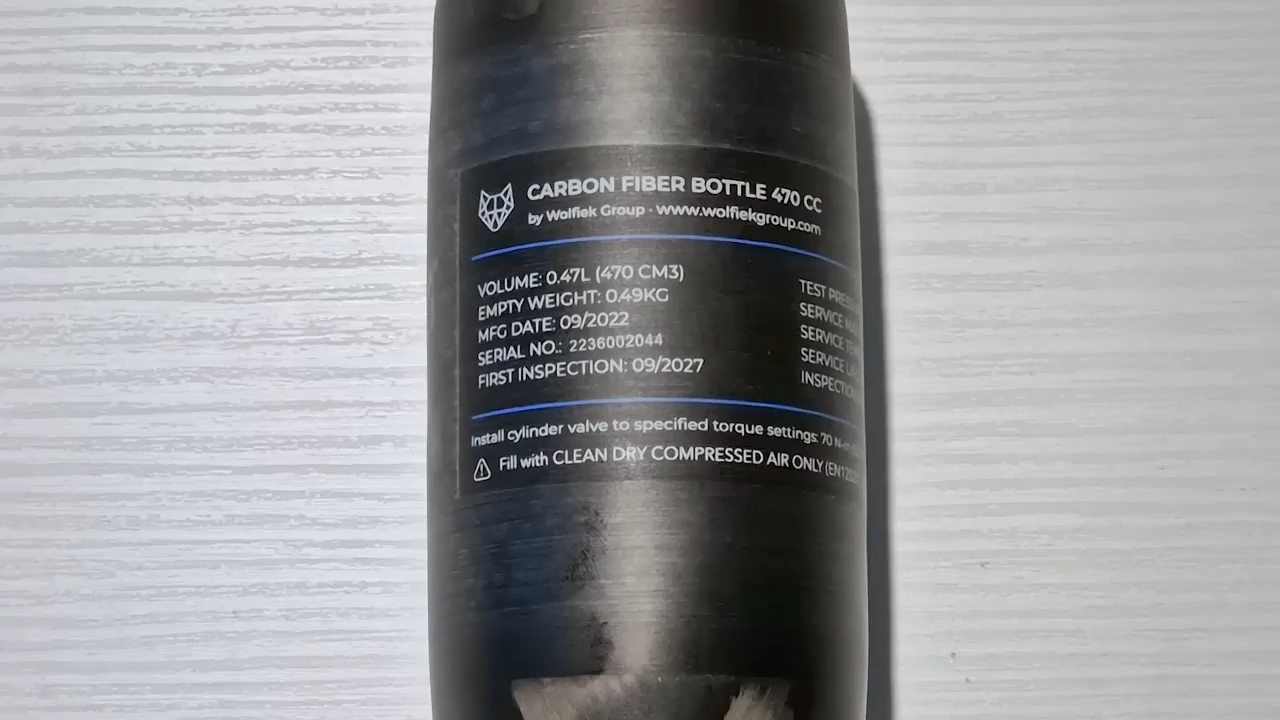 CARBON FIBER BOTTLE 470 CC
by Wolfiek Group · www.wolfiekgroup.com
VOLUME: 0.47L (470 CM3)
EMPTY WEIGHT: 0.49KG
MFG DATE: 09/2022
SERIAL NO.: 2236002044
FIRST INSPECTION: 09/2027
TEST
SERVICE
SERVICE
SERVICE
Install cylinder valve to specified torque settings: 70
Fill with CLEAN DRY COMPRESSED AIR ONLY